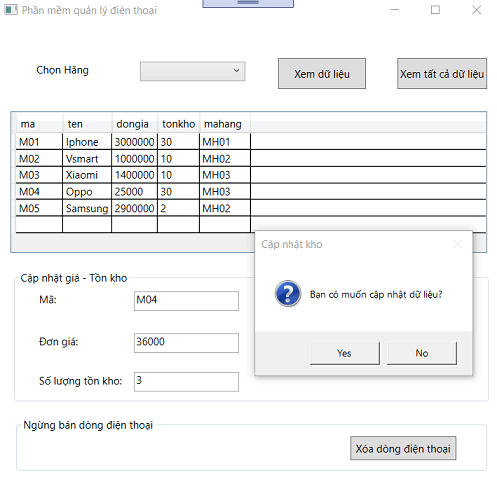 Phần mềm quản lý điện thoại
Chọn Hãng
Xem dữ liệu
Xem tất cả dữ liệu
ma ten dongia tonkho mahang
M01 Iphone 3000000 30 MH01
M02 Vsmart 1000000 10 MH02
M03 Xiaomi 1400000 10 MH03
M04 Oppo 25000 30 MH03
M05 Samsung 2900000 2 MH02
Cập nhật kho
Bạn có muốn cập nhật dữ liệu?
Yes No
Cập nhật giá - Tồn kho
Mã: M04
Đơn giá: 36000
Số lượng tồn kho: 3
Ngừng bán dòng điện thoại
Xóa dòng điện thoại